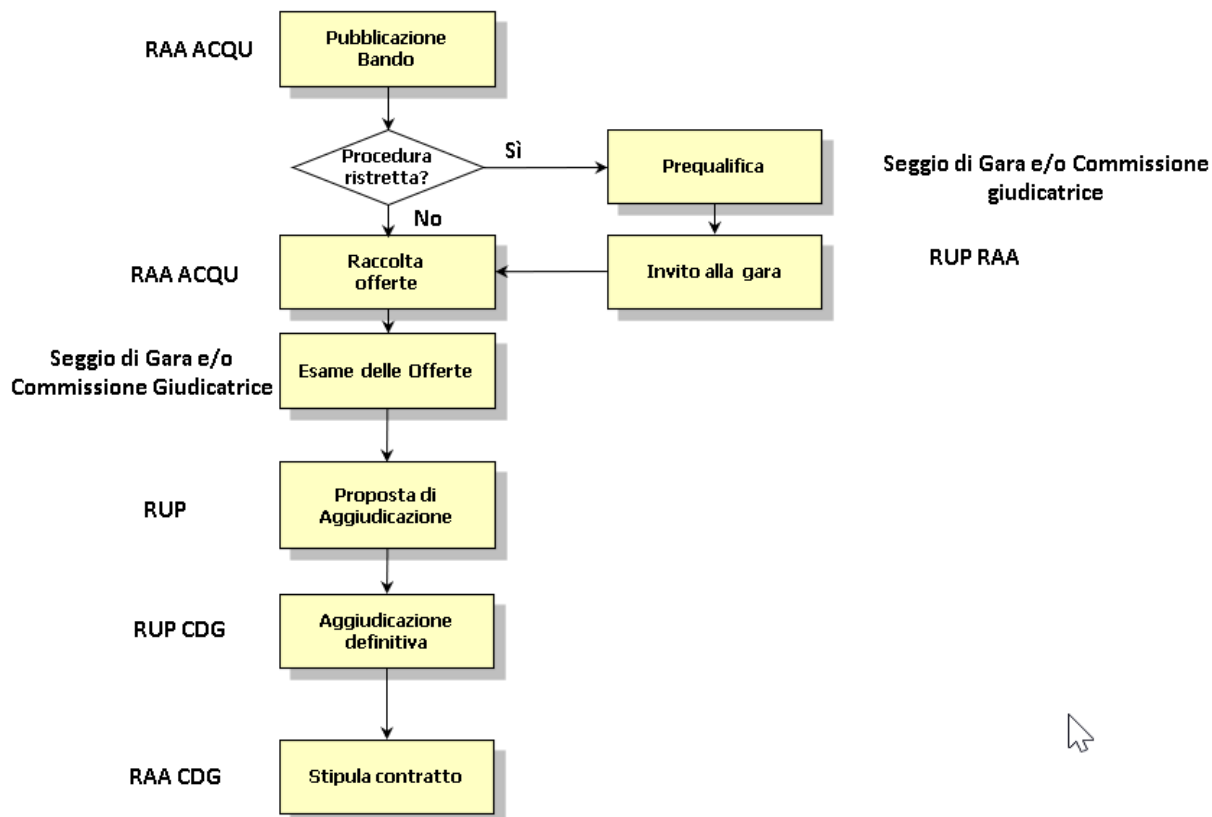 RAA ACQU
Pubblicazione
Bando
Procedura
ristretta?
Sì
No
Prequalifica
Seggio di Gara e/o Commissione
giudicatrice
RAA ACQU
Raccolta
offerte
Invito alla gara
RUP RAA
Seggio di Gara e/o
Commissione Giudicatrice
Esame delle Offerte
RUP
Proposta di
Aggiudicazione
RUP CDG
Aggiudicazione
definitiva
RAA CDG
Stipula contratto